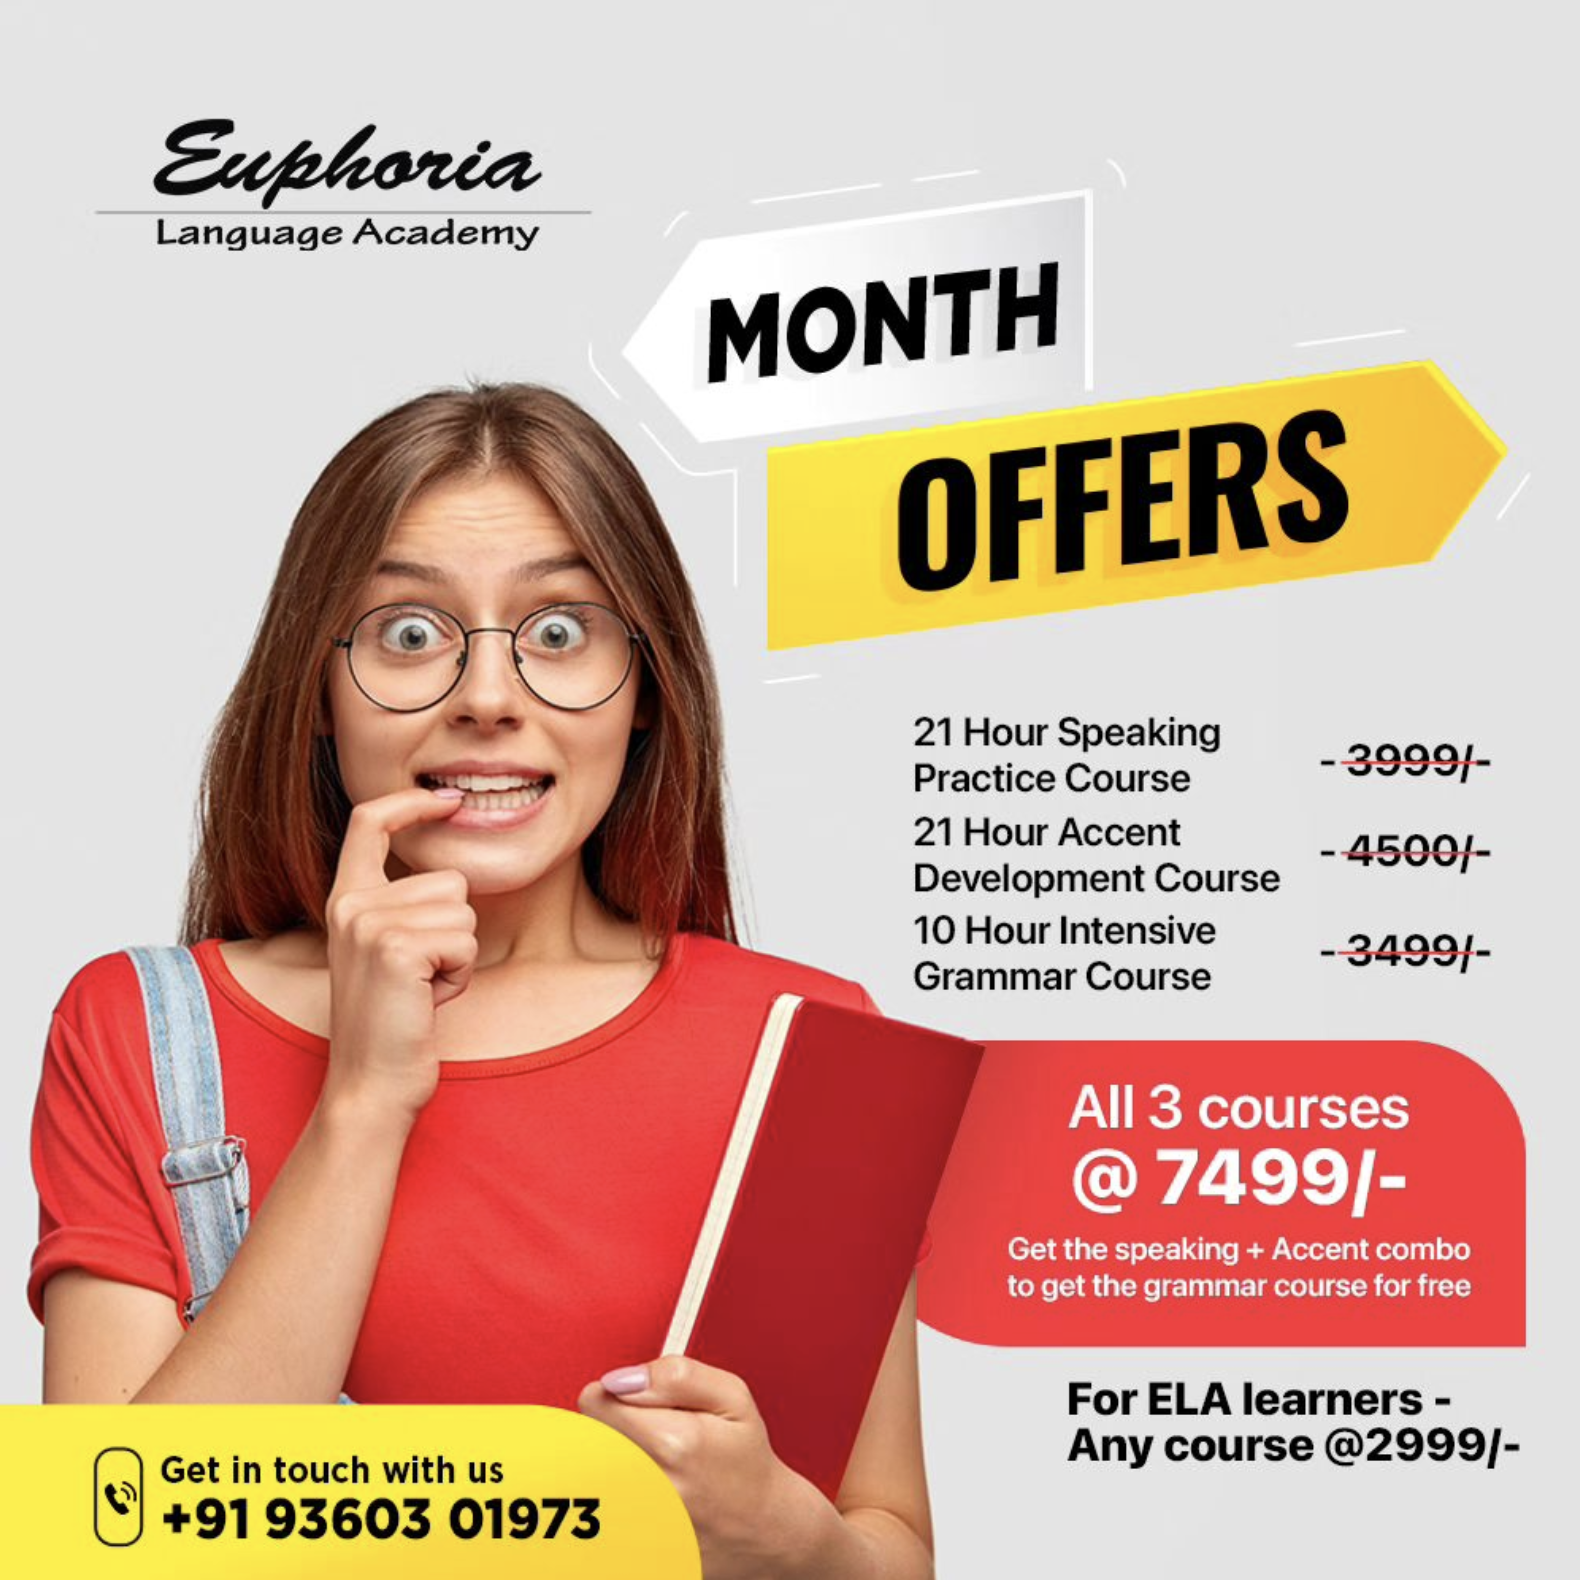 Euphoria
Language Academy
MONTH
OFFERS
21 Hour Speaking
Practice Course
- 3999/-
21 Hour Accent
Development Course
- 4500/-
10 Hour Intensive
Grammar Course
- 3499/-
All 3 courses
@ 7499/-
Get the speaking + Accent combo
to get the grammar course for free
For ELA learners -
Any course @2999/-
Get in touch with us
+91 93603 01973